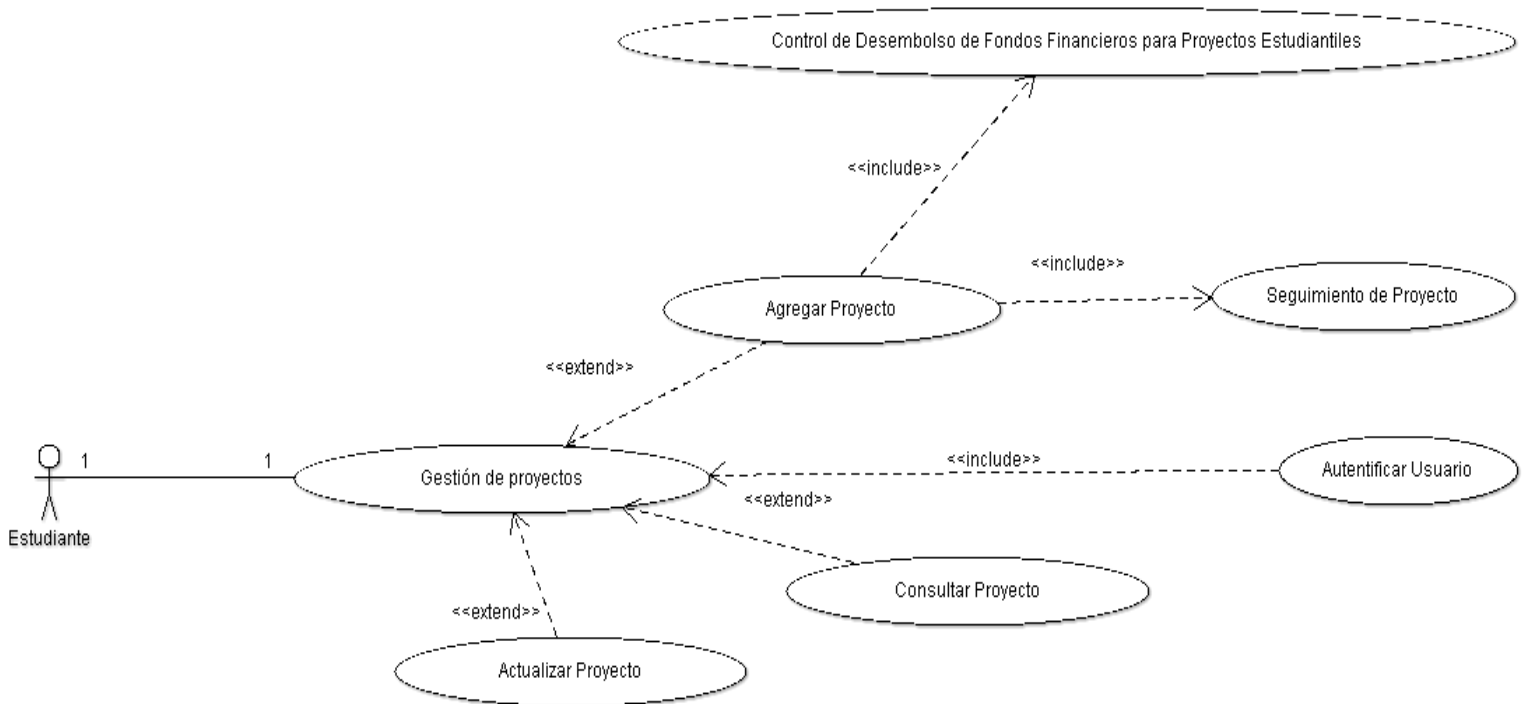 Control de Desembolso de Fondos Financieros para Proyectos Estudiantiles
<<include>>
<<include>>
Agregar Proyecto
Seguimiento de Proyecto
<<extend>>
1
1
Gestión de proyectos
<<include>>
Autentificar Usuario
<<extend>>
Estudiante
Consultar Proyecto
<<extend>>
Actualizar Proyecto